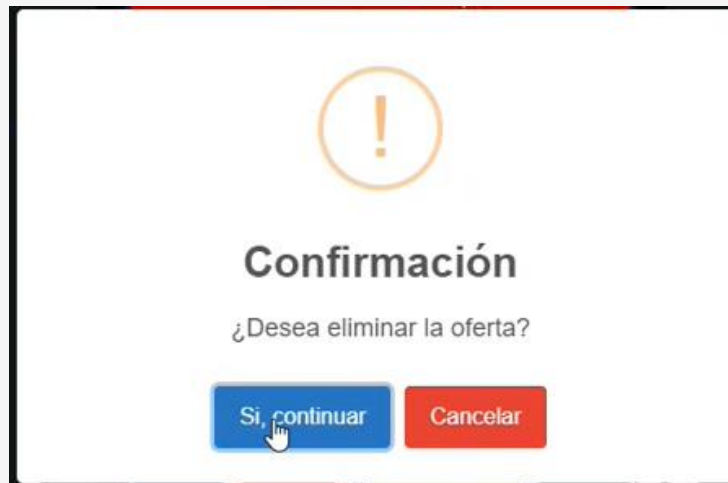 Confirmación
¿Desea eliminar la oferta?
Si, continuar
Cancelar